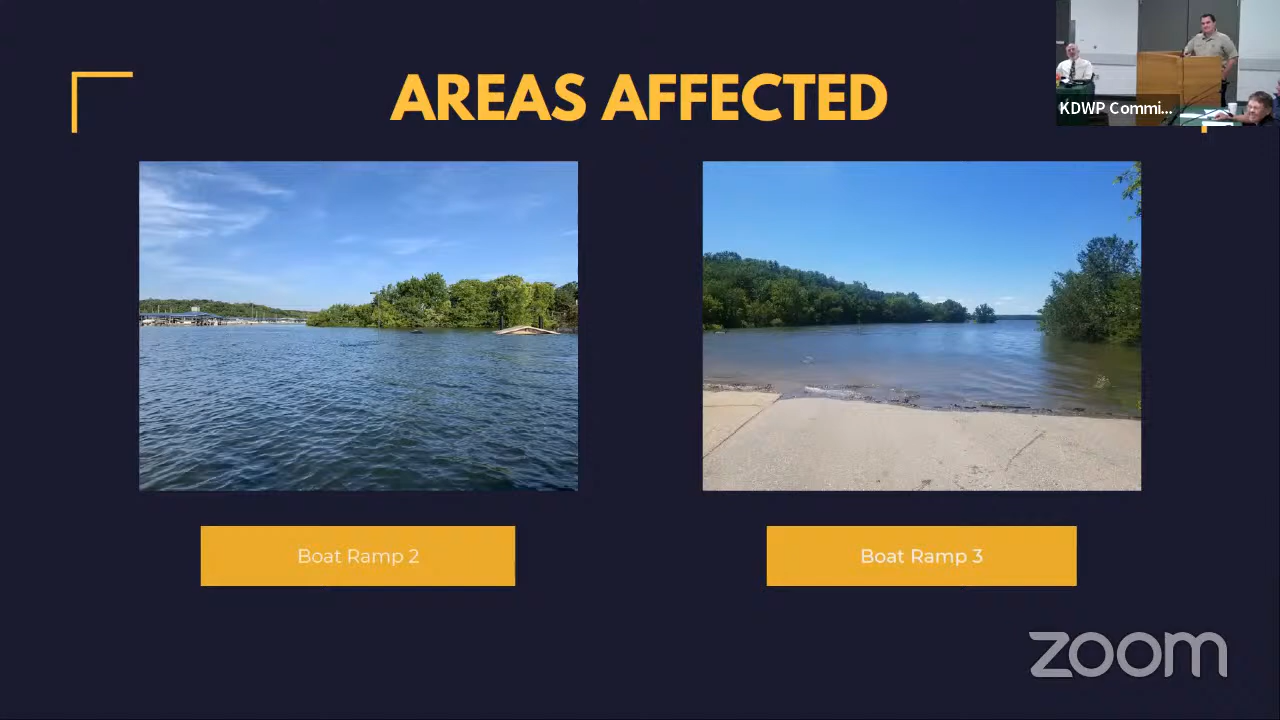 AREAS AFFECTED
KDWP Commi...
Boat Ramp 2
Boat Ramp 3
zoom